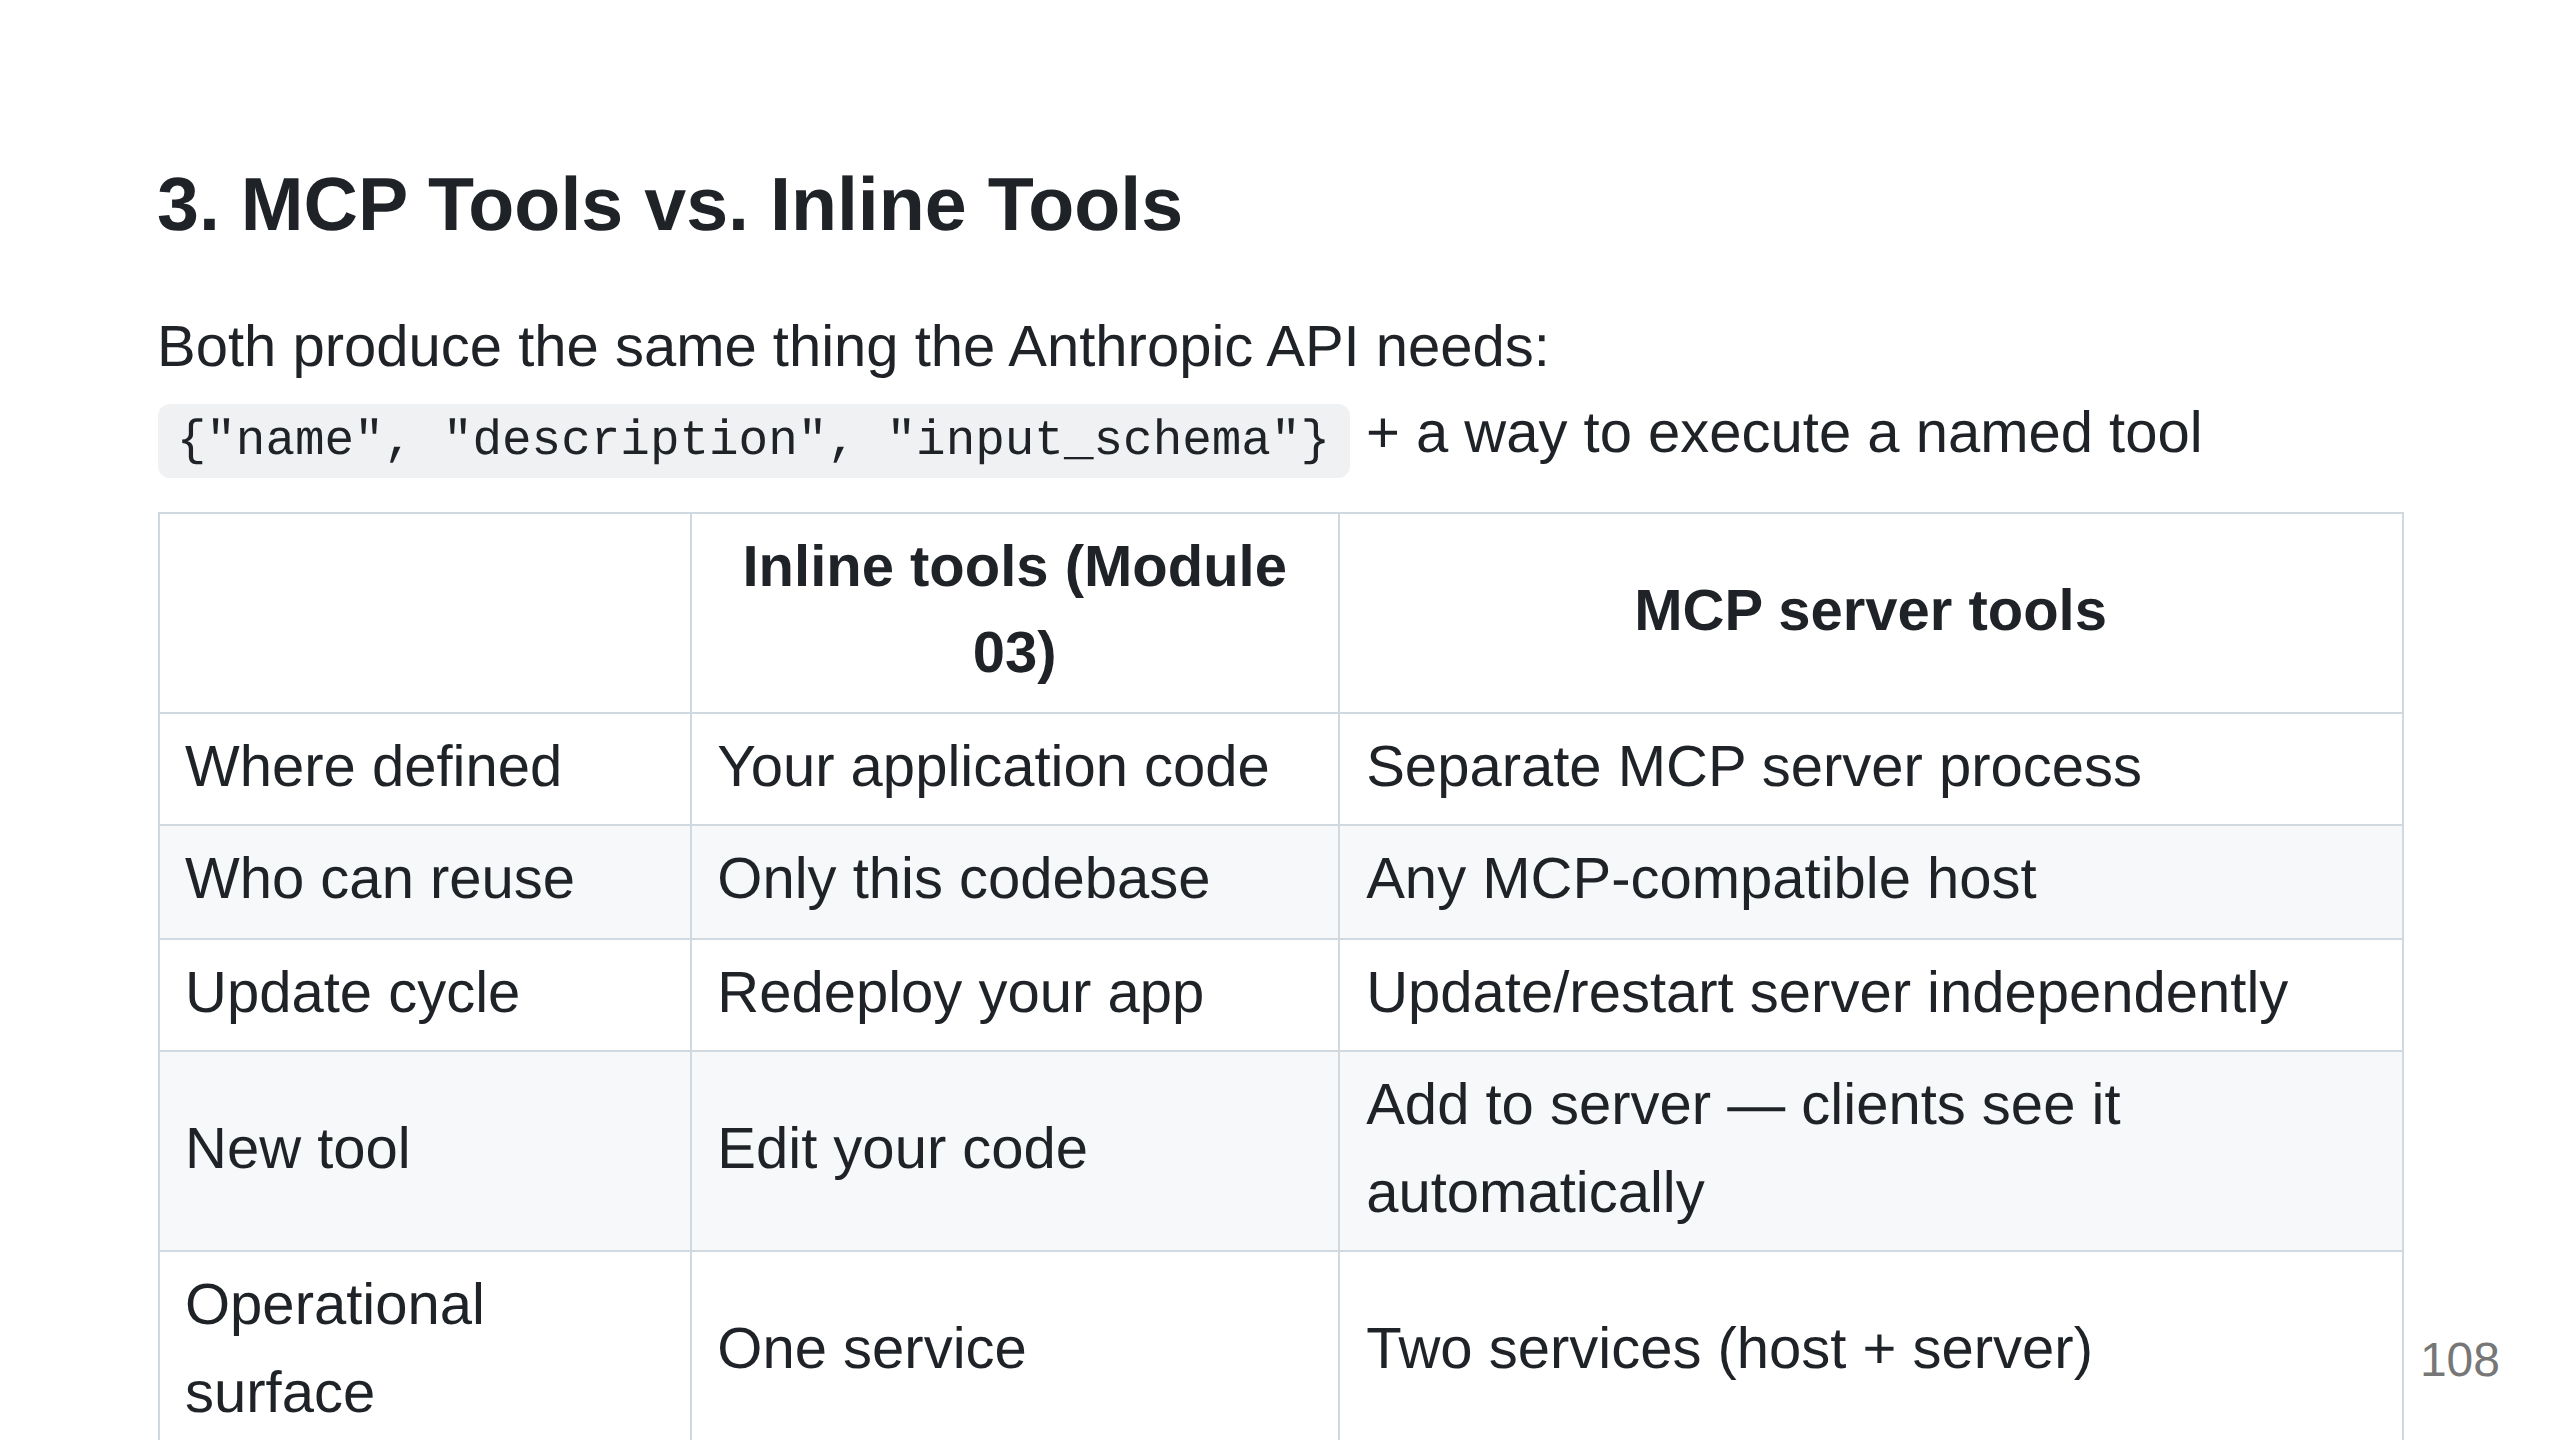 3. MCP Tools vs. Inline Tools
Both produce the same thing the Anthropic API needs:
{"name", "description", "input_schema"} + a way to execute a named tool
Inline tools (Module
03)
MCP server tools
Where defined
Your application code
Separate MCP server process
Who can reuse
Only this codebase
Any MCP-compatible host
Update cycle
Redeploy your app
Update/restart server independently
New tool
Edit your code
Add to server — clients see it
automatically
Operational
surface
One service
Two services (host + server)
108